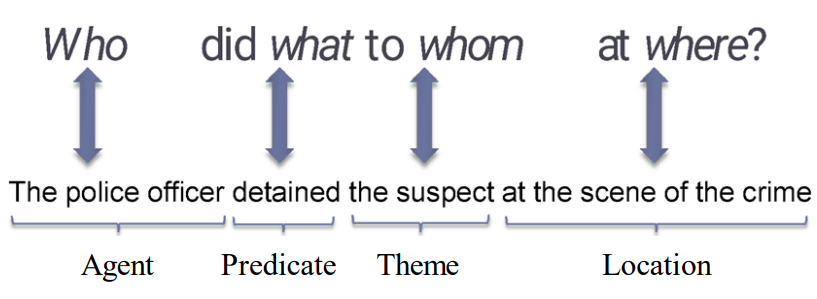 Who did what to whom at where?
The police officer detained the suspect at the scene of the crime
Agent Predicate Theme Location